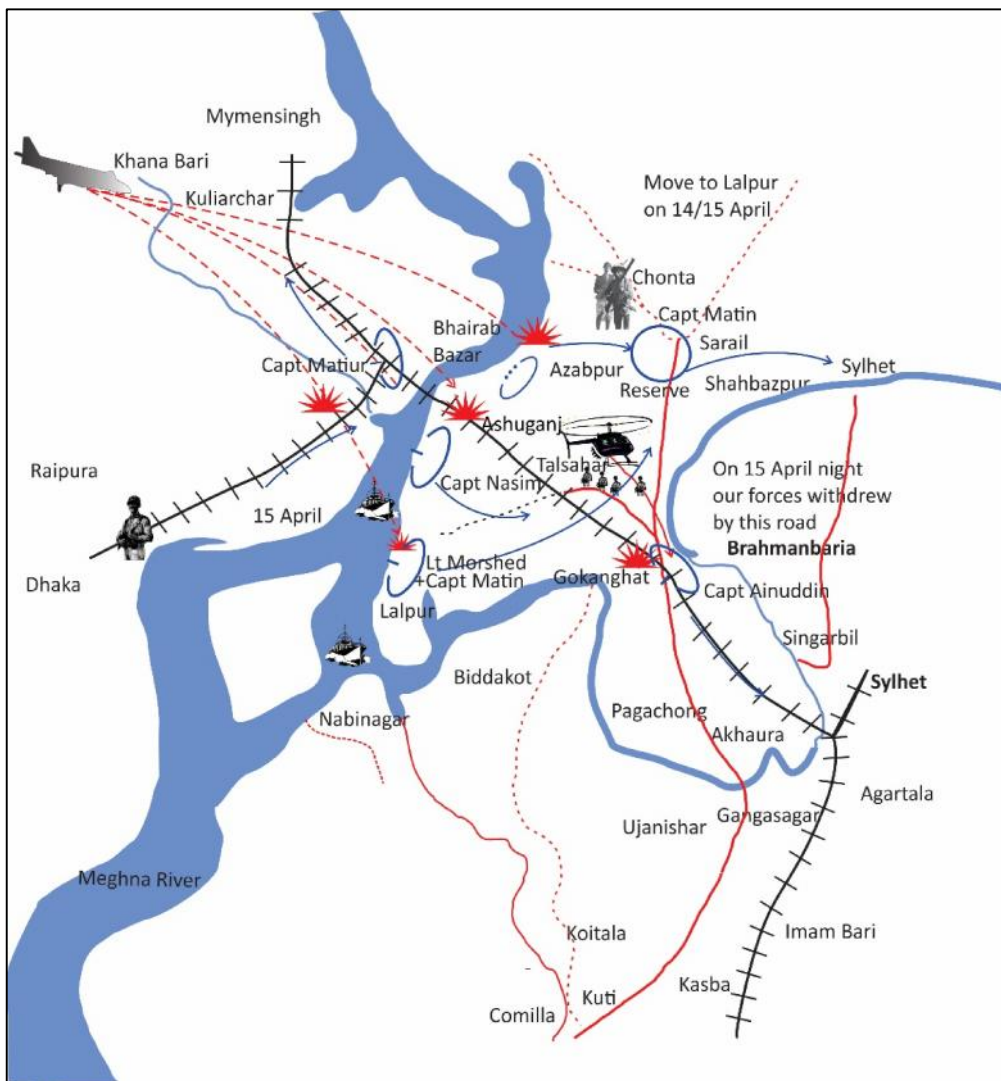 Mymensingh
Khana Bari
Kuliarchar
Move to Lalpur
on 14/15 April
Chonta
Capt Matin
Bhairab
Bazar
Sarail
Capt Matiur
Azabpur
Reserve
Shahbazpur
Sylhet
Ashuganj
Raipura
Talsahar
Capt Nasim
On 15 April night
our forces withdrew
by this road
15 April
Brahmanbaria
Dhaka
Lt Morshed
+Capt Matin
Gokanghat
Lalpur
Capt Ainuddin
Singarbil
Biddakot
Sylhet
Nabinagar
Pagachong
Akhaura
Agartala
Ujanishar
Gangasagar
Meghna River
Koitala
Imam Bari
Kasba
Kuti
Comilla